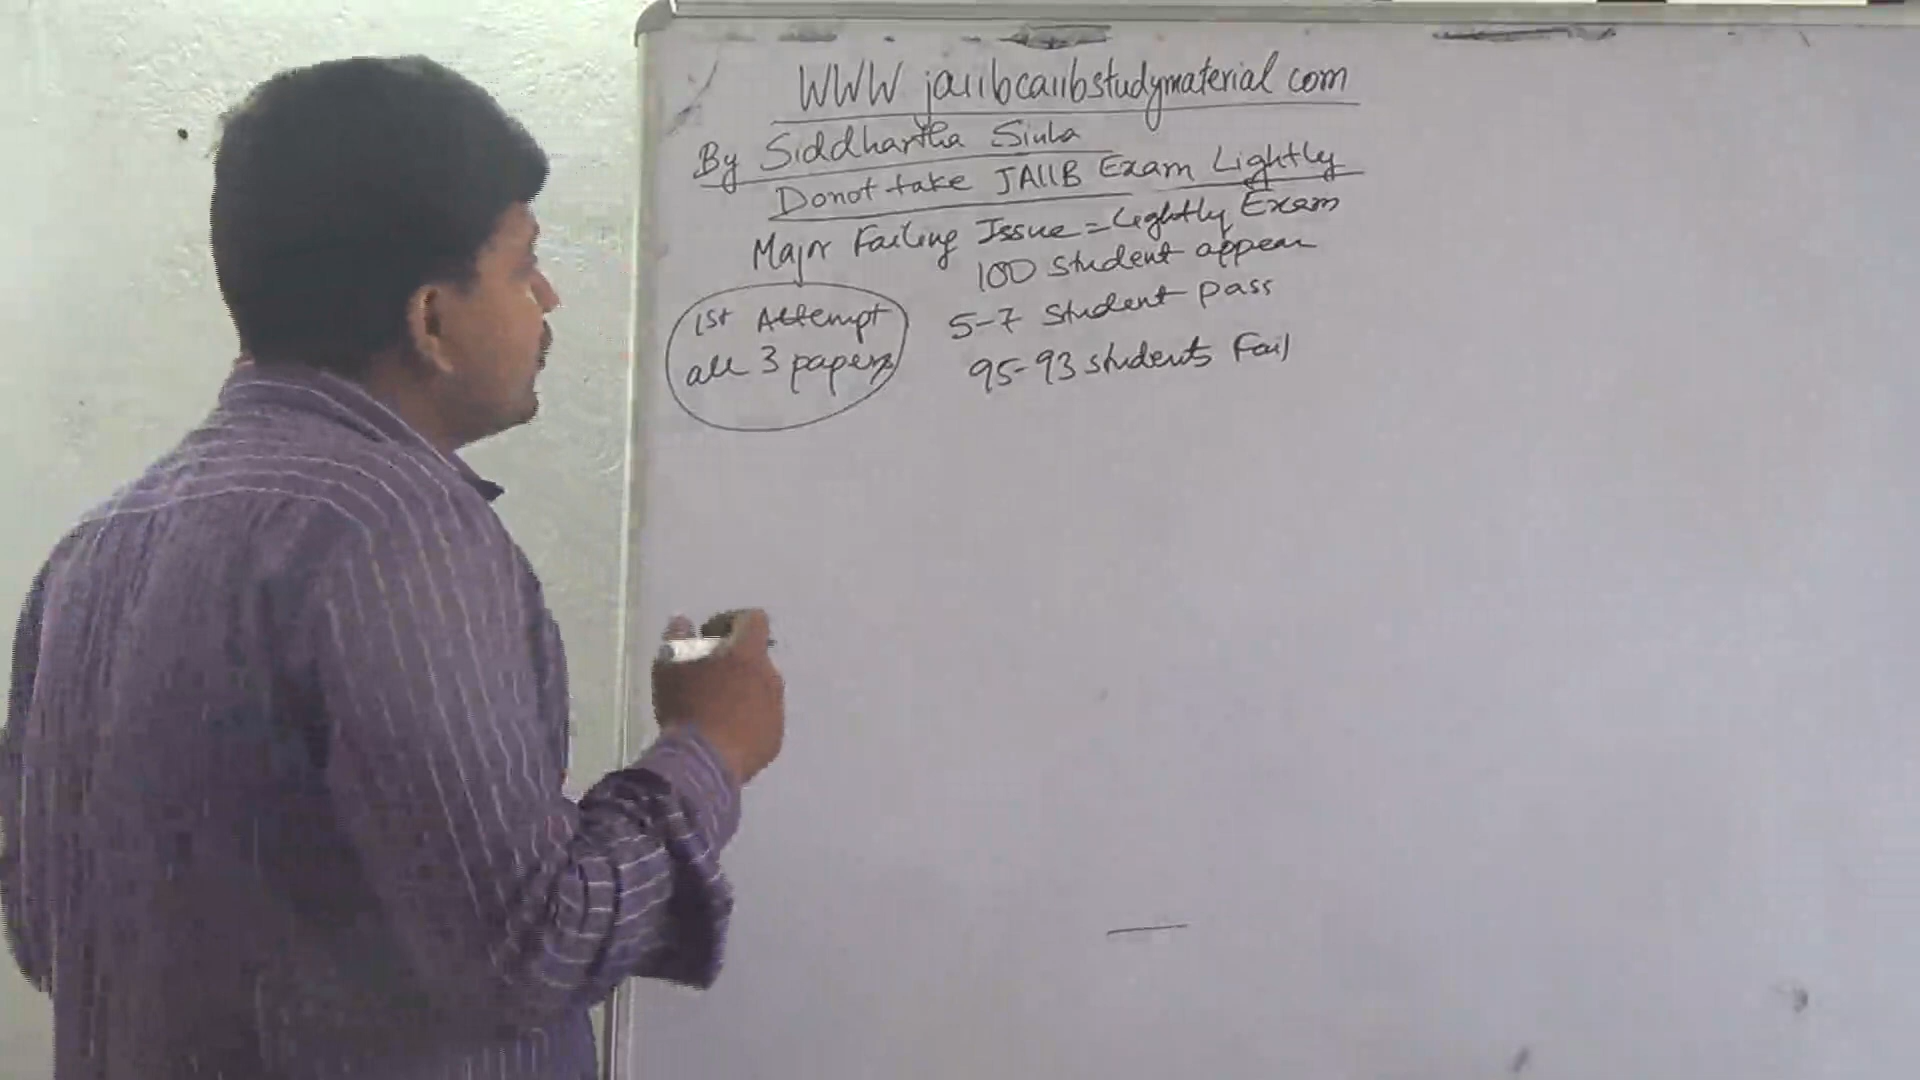 WWW jaiibcaiibstudymaterial com
By Siddhartha Sinha
Donot take JAIIB Exam Lightly
Major Failing Issue = Lightly Exam
100 student appear
1st Attempt
all 3 papers
5-7 student pass
95-93 students Fail